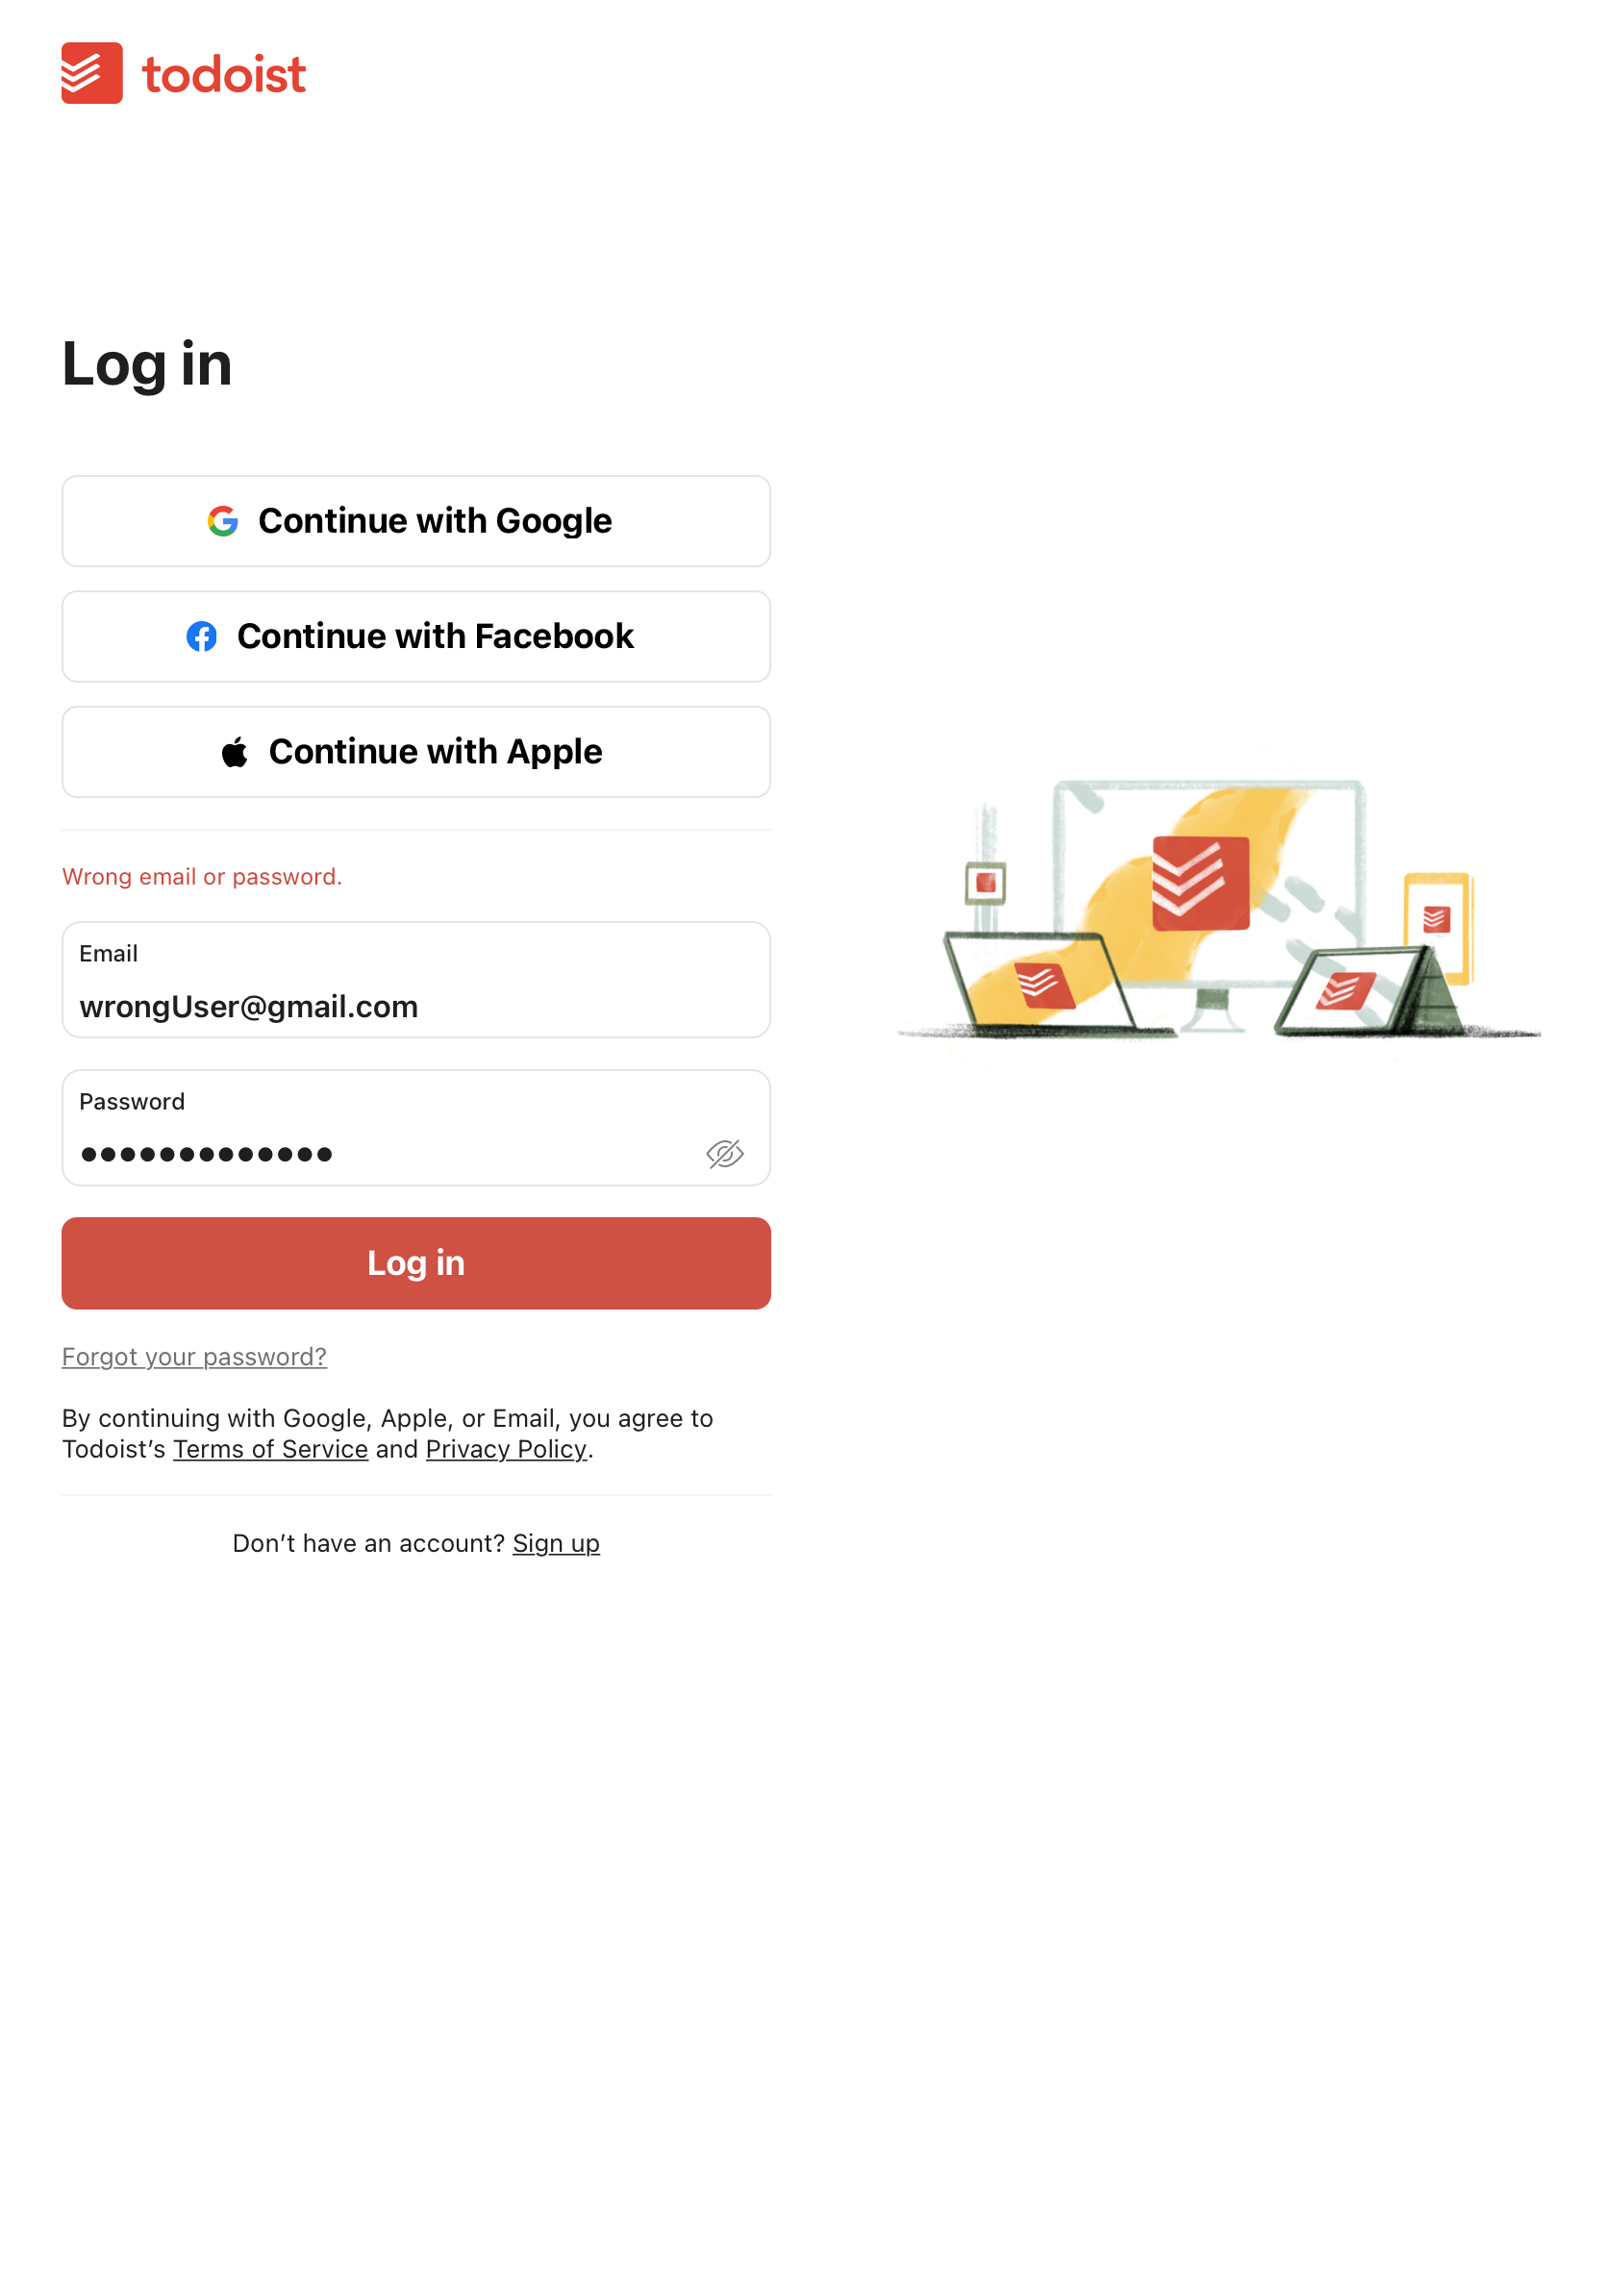 todoist
Log in
Continue with Google
Continue with Facebook
Continue with Apple
Wrong email or password.
Email
wrongUser@gmail.com
Password
●●●●●●●●●●●●●
Log in
Forgot your password?
By continuing with Google, Apple, or Email, you agree to
Todoist’s Terms of Service and Privacy Policy.
Don’t have an account? Sign up